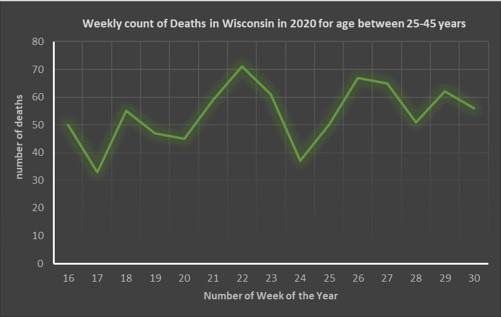 Weekly count of Deaths in Wisconsin in 2020 for age between 25-45 years
80
70
60
50
40
30
20
10
0
number of deaths
16 17 18 19 20 21 22 23 24 25 26 27 28 29 30
Number of Week of the Year